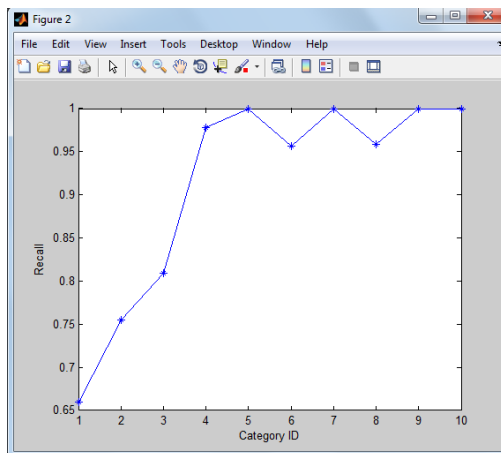 Figure 2
File Edit View Insert Tools Desktop Window Help
1
0.95
0.9
0.85
0.8
0.75
0.7
0.65
Recall
1 2 3 4 5 6 7 8 9 10
Category ID